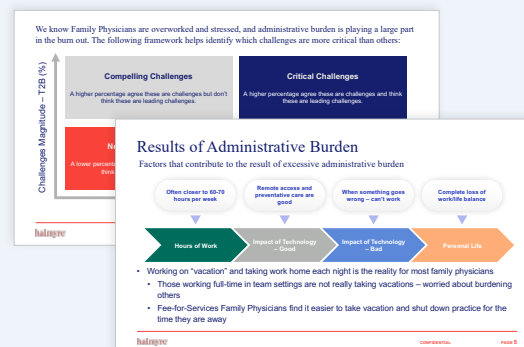 We know Family Physicians are overworked and stressed, and administrative burden is playing a large part
in the burn out. The following framework helps identify which challenges are more critical than others:
Challenges Magnitude – T2B (%)
Compelling Challenges
A higher percentage agree these are challenges but don't
think these are leading challenges.
Critical Challenges
A higher percentage agree these are challenges and think
these are leading challenges.
A lower percent
think
halmyre
Results of Administrative Burden
Factors that contribute to the result of excessive administrative burden
Often closer to 60-70
hours per week
Remote access and
preventative care are
good
When something goes
wrong – can't work
Complete loss of
work/life balance
Hours of Work
Impact of Technology
– Good
Impact of Technology
– Bad
Personal Life
• Working on "vacation" and taking work home each night is the reality for most family physicians
• Those working full-time in team settings are not really taking vacations – worried about burdening
others
• Fee-for-Services Family Physicians find it easier to take vacation and shut down practice for the
time they are away
halmyre
CONFIDENTIAL
PAGE 5